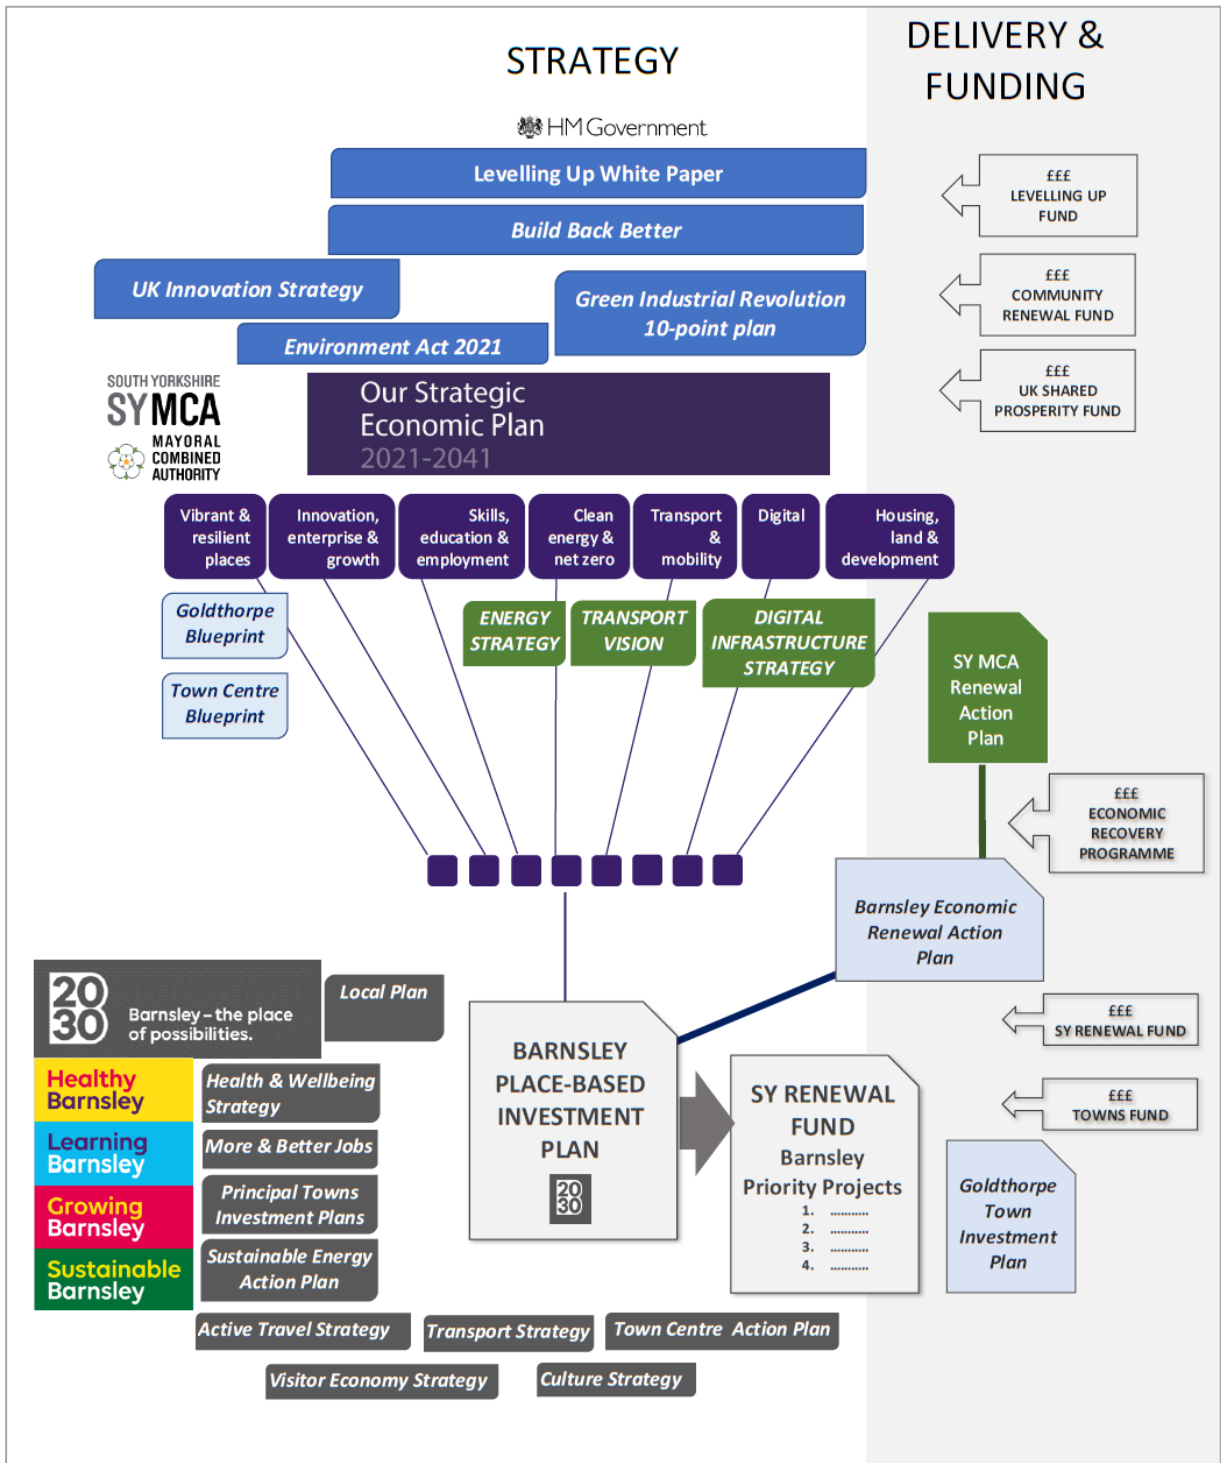 STRATEGY
DELIVERY &
FUNDING
HM Government
Levelling Up White Paper
Build Back Better
UK Innovation Strategy
Green Industrial Revolution
10-point plan
Environment Act 2021
£££
LEVELLING UP
FUND
£££
COMMUNITY
RENEWAL FUND
£££
UK SHARED
PROSPERITY FUND
SOUTH YORKSHIRE
SYMCA
MAYORAL
COMBINED
AUTHORITY
Our Strategic
Economic Plan
2021-2041
Vibrant &
resilient
places
Innovation,
enterprise &
growth
Skills,
education &
employment
Clean
energy &
net zero
Transport
&
mobility
Digital
Housing,
land &
development
Goldthorpe
Blueprint
Town Centre
Blueprint
ENERGY
STRATEGY
TRANSPORT
VISION
DIGITAL
INFRASTRUCTURE
STRATEGY
SY MCA
Renewal
Action
Plan
£££
ECONOMIC
RECOVERY
PROGRAMME
Barnsley Economic
Renewal Action
Plan
20
30
Barnsley – the place
of possibilities.
Local Plan
Healthy
Barnsley
Health & Wellbeing
Strategy
Learning
Barnsley
More & Better Jobs
Growing
Barnsley
Principal Towns
Investment Plans
Sustainable
Barnsley
Sustainable Energy
Action Plan
Active Travel Strategy
Transport Strategy
Town Centre Action Plan
Visitor Economy Strategy
Culture Strategy
BARNSLEY
PLACE-BASED
INVESTMENT
PLAN
20
30
SY RENEWAL
FUND
Barnsley
Priority Projects
1. ...........
2. ...........
3. ...........
4. ...........
£££
SY RENEWAL FUND
£££
TOWNS FUND
Goldthorpe
Town
Investment
Plan